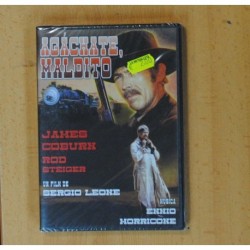 AGACHATE,
MALDITO
JAMES
COBURN
ROD
STEIGER
UN FILM DE
SERGIO LEONE
MUSICA
ENNIO
MORRICONE